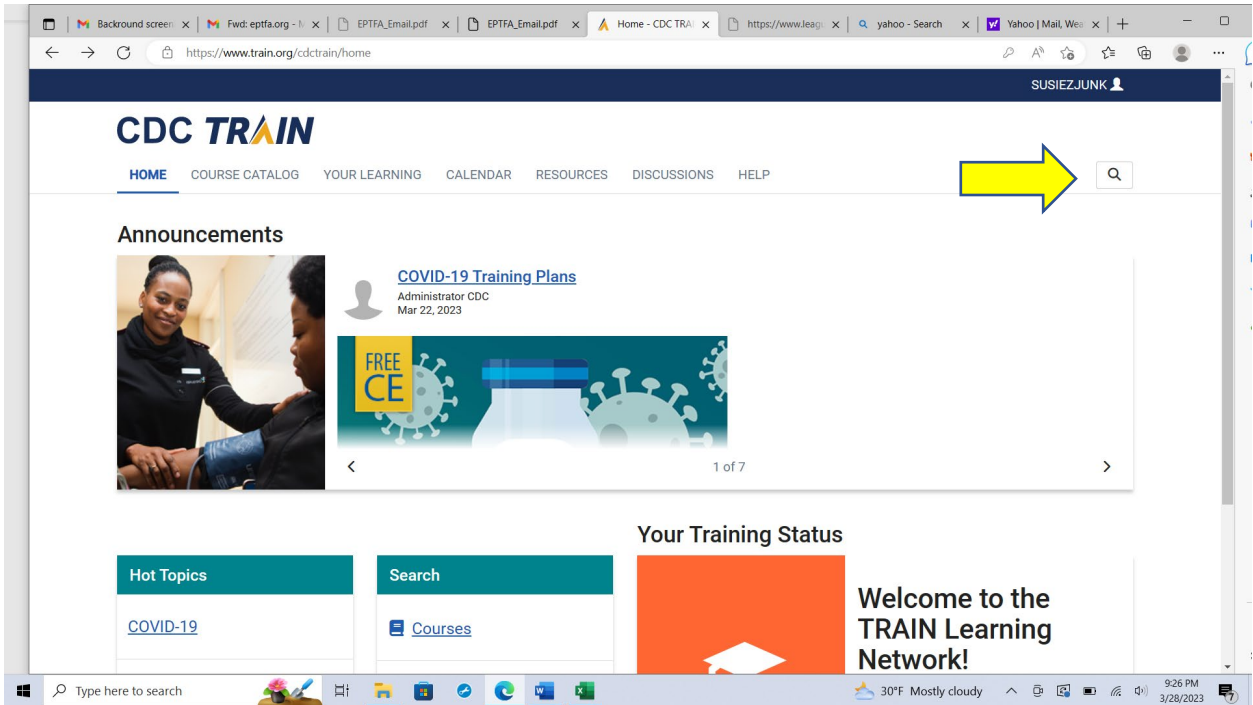 Backround screen
Fwd: eptfa.org - 
EPTFA_Email.pdf
EPTFA_Email.pdf
Home - CDC TRAI
https://www.leag
yahoo - Search
Yahoo | Mail, Wea
https://www.train.org/cdctrain/home
SUSIEZJUNK
CDC TRAIN
HOME COURSE CATALOG YOUR LEARNING CALENDAR RESOURCES DISCUSSIONS HELP
Announcements
COVID-19 Training Plans
Administrator CDC
Mar 22, 2023
FREE
CE
1 of 7
Your Training Status
Hot Topics
Search
COVID-19
Courses
Welcome to the
TRAIN Learning
Network!
Type here to search
30°F Mostly cloudy
9:26 PM
3/28/2023
7